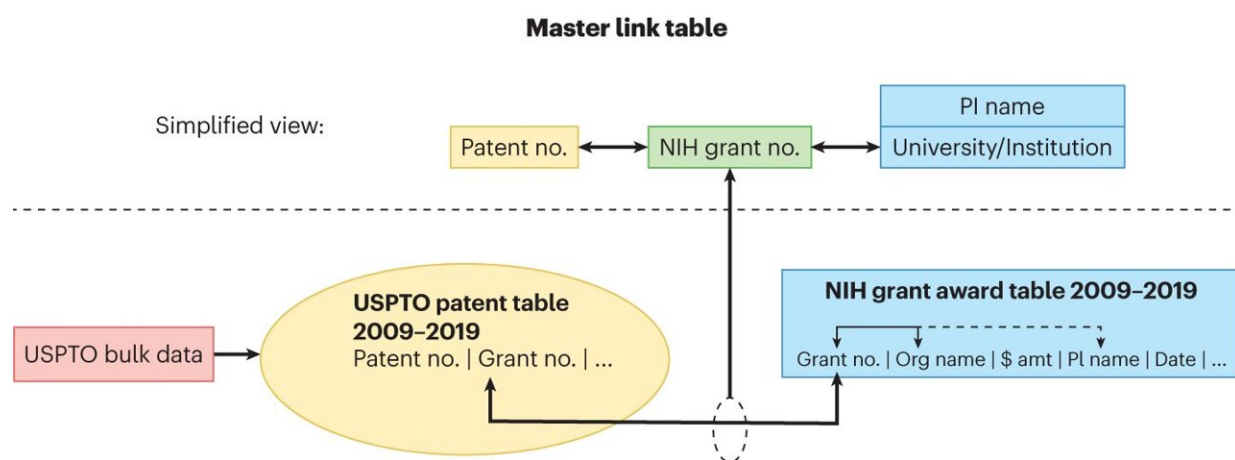 Master link table
Simplified view:
Patent no.
NIH grant no.
PI name
University/Institution
USPTO bulk data
USPTO patent table
2009–2019
Patent no. | Grant no. | ...
NIH grant award table 2009–2019
Grant no. | Org name | $ amt | PI name | Date | ...